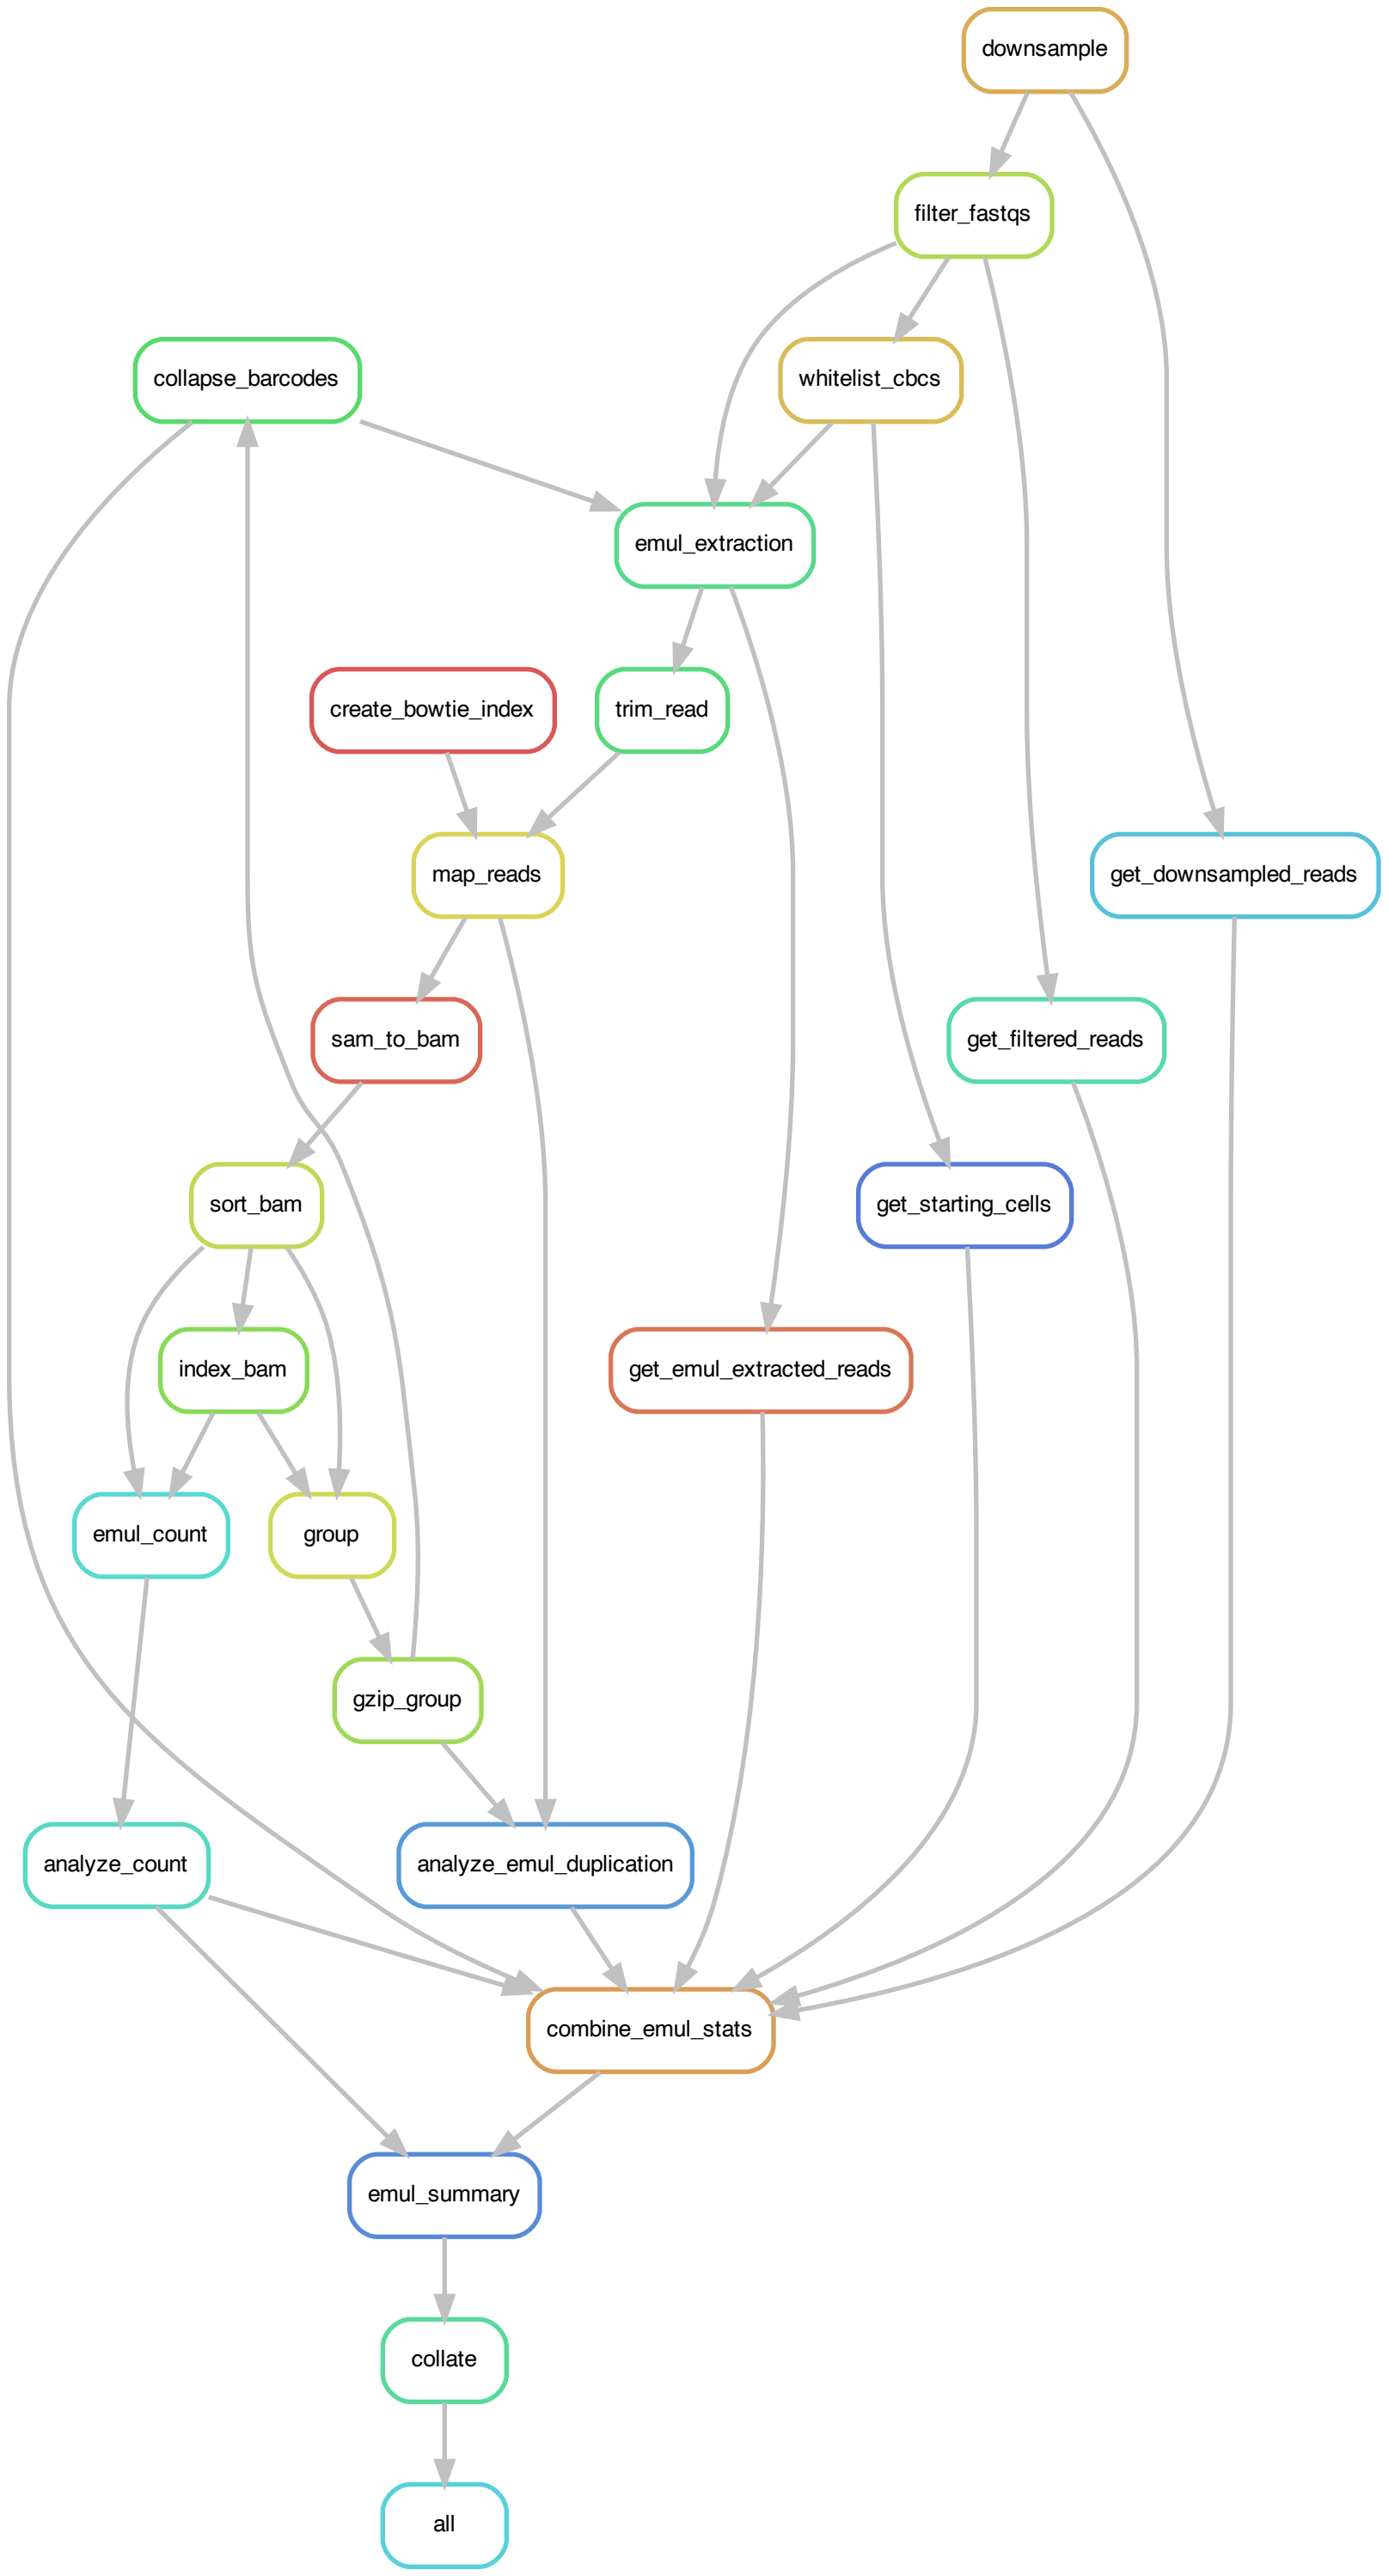 downsample
filter_fastqs
collapse_barcodes
whitelist_cbcs
emul_extraction
create_bowtie_index
trim_read
map_reads
get_downsampled_reads
sam_to_bam
get_filtered_reads
sort_bam
get_starting_cells
index_bam
get_emul_extracted_reads
emul_count
group
gzip_group
analyze_count
analyze_emul_duplication
combine_emul_stats
emul_summary
collate
all